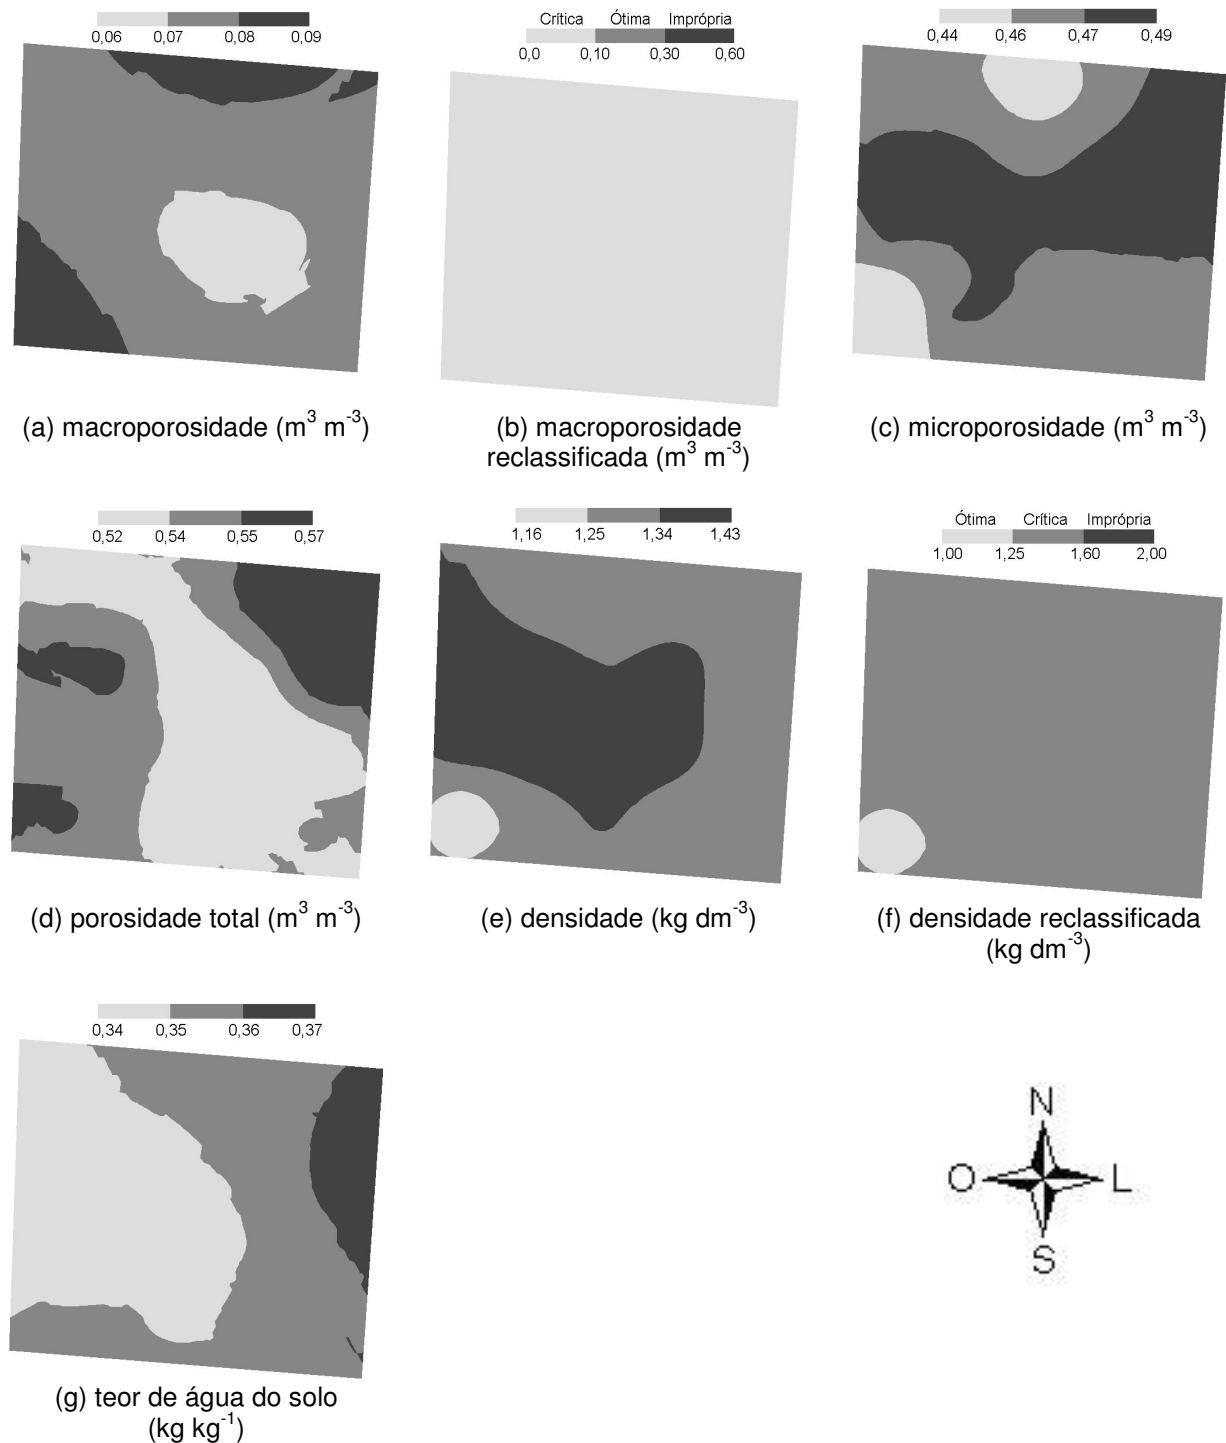 0,06 0,07 0,08 0,09
Crítica Ótima Imprópria
0,0 0,10 0,30 0,60
0,44 0,46 0,47 0,49
(a) macroporosidade (m³ m⁻³)
(b) macroporosidade
reclassificada (m³ m⁻³)
(c) microporosidade (m³ m⁻³)
0,52 0,54 0,55 0,57
1,16 1,25 1,34 1,43
Ótima Crítica Imprópria
1,00 1,25 1,60 2,00
(d) porosidade total (m³ m⁻³)
(e) densidade (kg dm⁻³)
(f) densidade reclassificada
(kg dm⁻³)
0,34 0,35 0,36 0,37
(g) teor de água do solo
(kg kg⁻¹)
N
O L
S